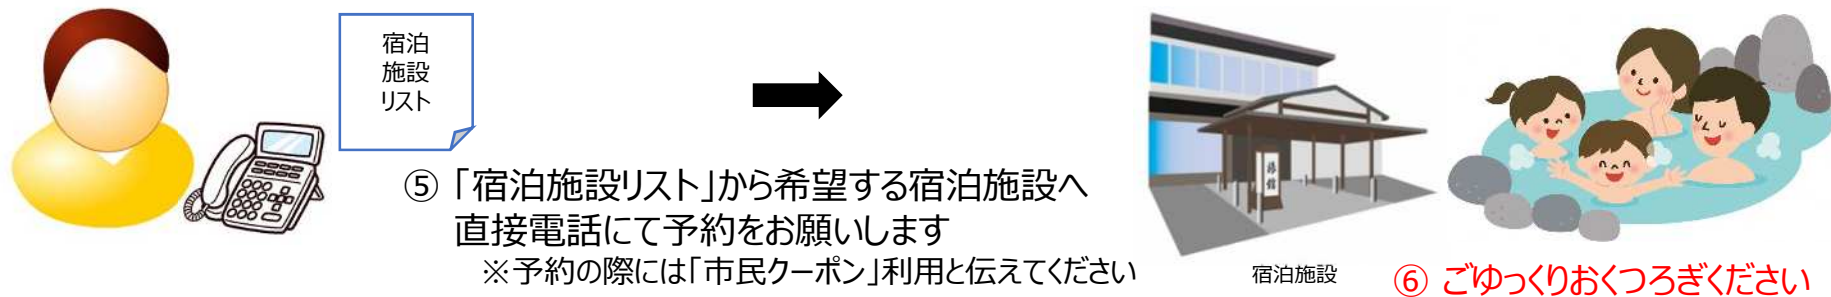 宿泊
施設
リスト
⑤ 「宿泊施設リスト」から希望する宿泊施設へ
直接電話にて予約をお願いします
※予約の際には「市民クーポン」利用と伝えてください
旅館
宿泊施設
⑥ ごゆっくりおくつろぎください